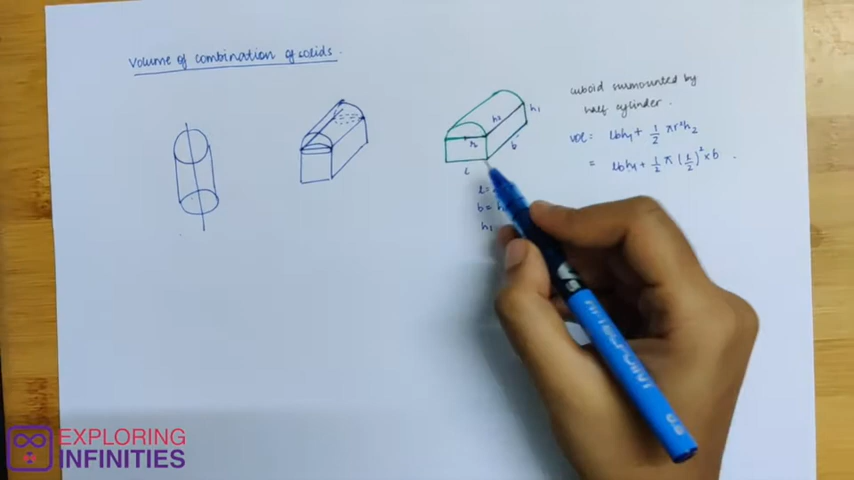 Volume of combination of solids.
cuboid surmounted by
half cylinder.
h1
h2
r
b
l
vol = lbh1 + 1/2 πr²h2
= lbh1 + 1/2 π (l/2)² × b.
l =
b = h
h1
EXPLORING
INFINITIES